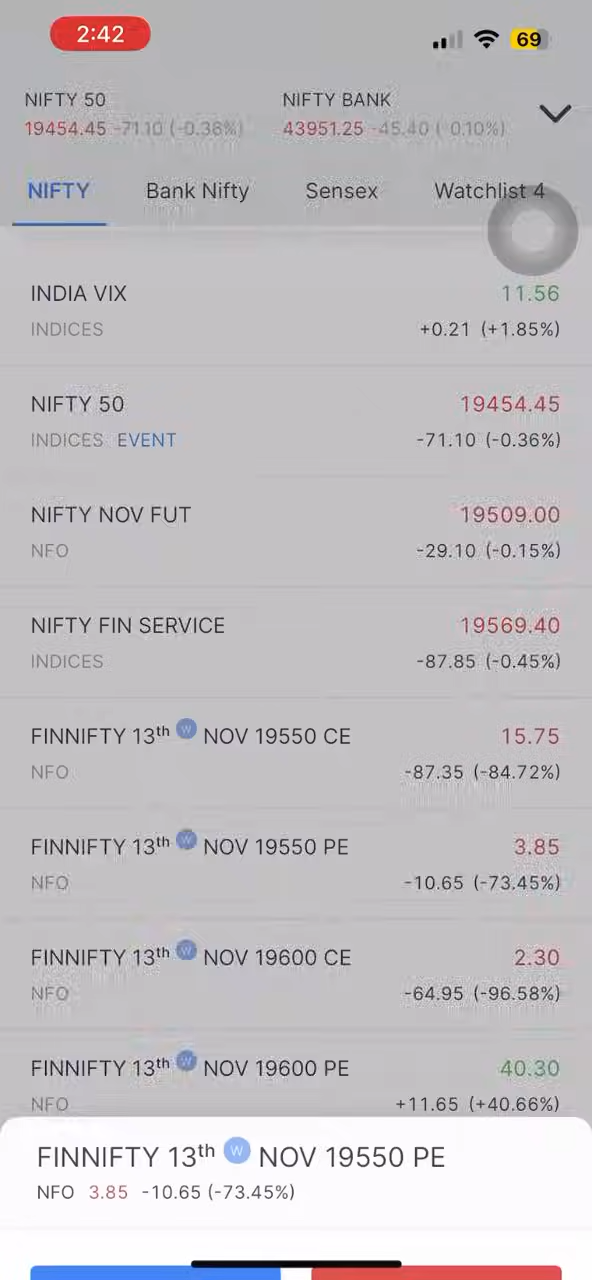 2:42
69
NIFTY 50
19454.45 -71.10 (-0.36%)
NIFTY BANK
43951.25 -45.40 (-0.10%)
NIFTY Bank Nifty Sensex Watchlist 4
INDIA VIX 11.56
INDICES +0.21 (+1.85%)
NIFTY 50 19454.45
INDICES EVENT -71.10 (-0.36%)
NIFTY NOV FUT 19509.00
NFO -29.10 (-0.15%)
NIFTY FIN SERVICE 19569.40
INDICES -87.85 (-0.45%)
FINNIFTY 13th W NOV 19550 CE 15.75
NFO -87.35 (-84.72%)
FINNIFTY 13th W NOV 19550 PE 3.85
NFO -10.65 (-73.45%)
FINNIFTY 13th W NOV 19600 CE 2.30
NFO -64.95 (-96.58%)
FINNIFTY 13th W NOV 19600 PE 40.30
NFO +11.65 (+40.66%)
FINNIFTY 13th W NOV 19550 PE
NFO 3.85 -10.65 (-73.45%)